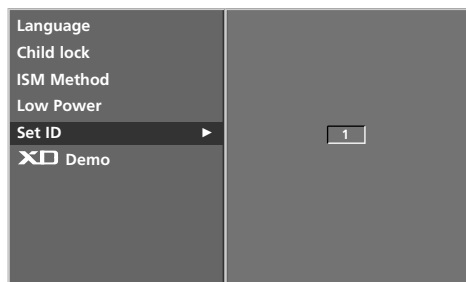 Language
Child lock
ISM Method
Low Power
Set ID ►
1
XD Demo